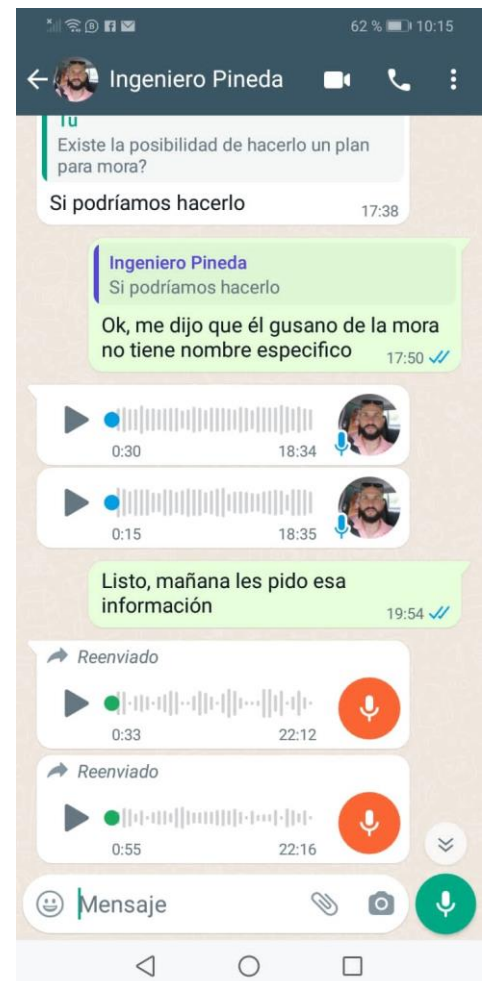 62 % 10:15
Ingeniero Pineda
Tu
Existe la posibilidad de hacerlo un plan
para mora?
Si podríamos hacerlo
17:38
Ingeniero Pineda
Si podríamos hacerlo
Ok, me dijo que él gusano de la mora
no tiene nombre especifico
17:50
0:30 18:34
0:15 18:35
Listo, mañana les pido esa
información
19:54
Reenviado
0:33 22:12
Reenviado
0:55 22:16
Mensaje